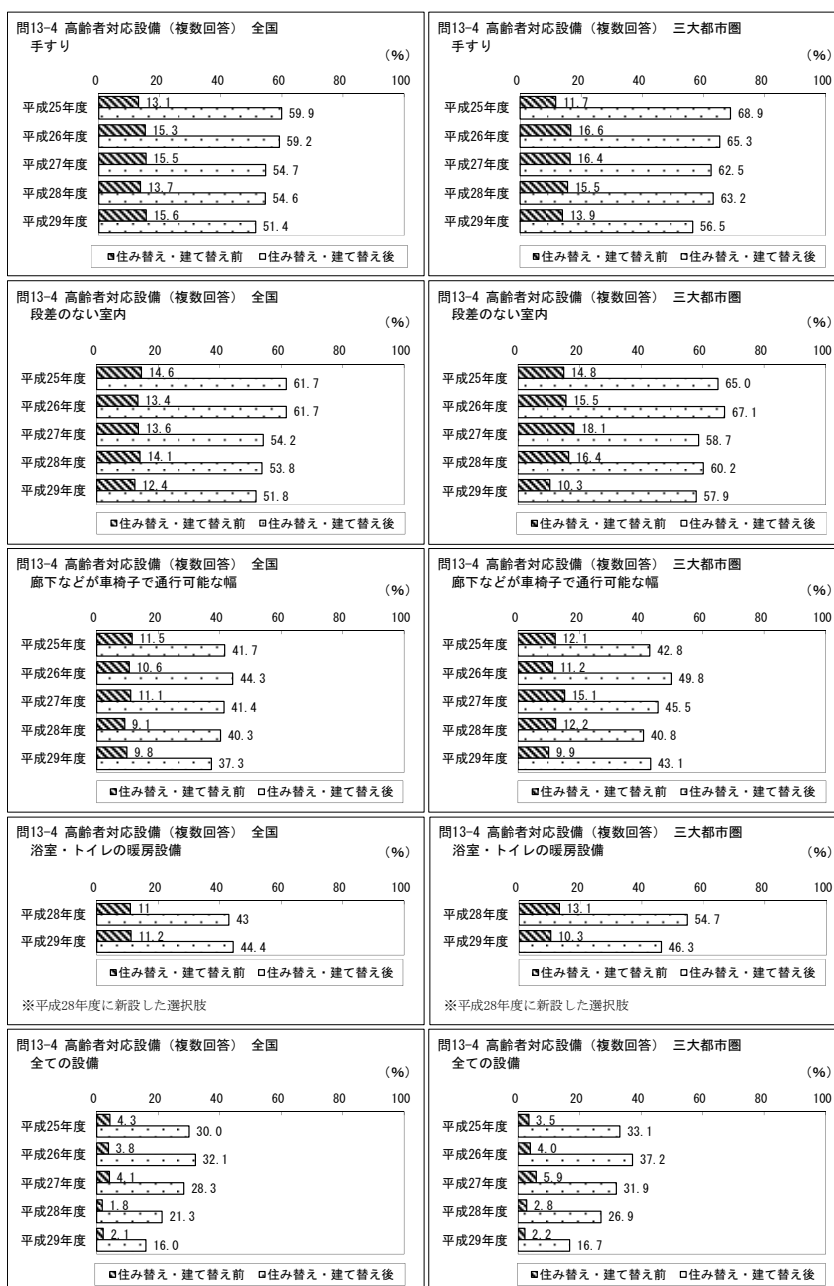 問13-4 高齢者対応設備（複数回答） 全国
手すり
(%)
0 20 40 60 80 100
平成25年度 13.1 59.9
平成26年度 15.3 59.2
平成27年度 15.5 54.7
平成28年度 13.7 54.6
平成29年度 15.6 51.4
住み替え・建て替え前 住み替え・建て替え後
問13-4 高齢者対応設備（複数回答） 三大都市圏
手すり
(%)
0 20 40 60 80 100
平成25年度 11.7 68.9
平成26年度 16.6 65.3
平成27年度 16.4 62.5
平成28年度 15.5 63.2
平成29年度 13.9 56.5
住み替え・建て替え前 住み替え・建て替え後
問13-4 高齢者対応設備（複数回答） 全国
段差のない室内
(%)
0 20 40 60 80 100
平成25年度 14.6 61.7
平成26年度 13.4 61.7
平成27年度 13.6 54.2
平成28年度 14.1 53.8
平成29年度 12.4 51.8
住み替え・建て替え前 住み替え・建て替え後
問13-4 高齢者対応設備（複数回答） 三大都市圏
段差のない室内
(%)
0 20 40 60 80 100
平成25年度 14.8 65.0
平成26年度 15.5 67.1
平成27年度 18.1 58.7
平成28年度 16.4 60.2
平成29年度 10.3 57.9
住み替え・建て替え前 住み替え・建て替え後
問13-4 高齢者対応設備（複数回答） 全国
廊下などが車椅子で通行可能な幅
(%)
0 20 40 60 80 100
平成25年度 11.5 41.7
平成26年度 10.6 44.3
平成27年度 11.1 41.4
平成28年度 9.1 40.3
平成29年度 9.8 37.3
住み替え・建て替え前 住み替え・建て替え後
問13-4 高齢者対応設備（複数回答） 三大都市圏
廊下などが車椅子で通行可能な幅
(%)
0 20 40 60 80 100
平成25年度 12.1 42.8
平成26年度 11.2 49.8
平成27年度 15.1 45.5
平成28年度 12.2 40.8
平成29年度 9.9 43.1
住み替え・建て替え前 住み替え・建て替え後
問13-4 高齢者対応設備（複数回答） 全国
浴室・トイレの暖房設備
(%)
0 20 40 60 80 100
平成28年度 11 43
平成29年度 11.2 44.4
住み替え・建て替え前 住み替え・建て替え後
※平成28年度に新設した選択肢
問13-4 高齢者対応設備（複数回答） 三大都市圏
浴室・トイレの暖房設備
(%)
0 20 40 60 80 100
平成28年度 13.1 54.7
平成29年度 10.3 46.3
住み替え・建て替え前 住み替え・建て替え後
※平成28年度に新設した選択肢
問13-4 高齢者対応設備（複数回答） 全国
全ての設備
(%)
0 20 40 60 80 100
平成25年度 4.3 30.0
平成26年度 3.8 32.1
平成27年度 4.1 28.3
平成28年度 1.8 21.3
平成29年度 2.1 16.0
住み替え・建て替え前 住み替え・建て替え後
問13-4 高齢者対応設備（複数回答） 三大都市圏
全ての設備
(%)
0 20 40 60 80 100
平成25年度 3.5 33.1
平成26年度 4.0 37.2
平成27年度 5.9 31.9
平成28年度 2.8 26.9
平成29年度 2.2 16.7
住み替え・建て替え前 住み替え・建て替え後